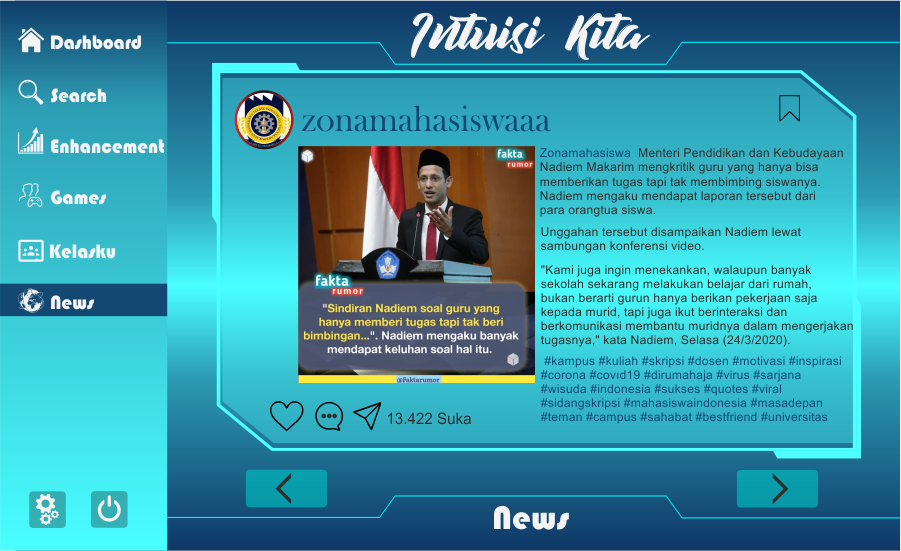 Intuisi Kita
Dashboard
Search
Enhancement
Games
Kelasku
News
zonamahasiswaaa
fakta
rumor
fakta
rumor
"Sindiran Nadiem soal guru yang
hanya memberi tugas tapi tak beri
bimbingan...". Nadiem mengaku banyak
mendapat keluhan soal hal itu.
@Faktarumor
Zonamahasiswa Menteri Pendidikan dan Kebudayaan
Nadiem Makarim mengkritik guru yang hanya bisa
memberikan tugas tapi tak membimbing siswanya.
Nadiem mengaku mendapat laporan tersebut dari
para orangtua siswa.
Unggahan tersebut disampaikan Nadiem lewat
sambungan konferensi video.
"Kami juga ingin menekankan, walaupun banyak
sekolah sekarang melakukan belajar dari rumah,
bukan berarti gurun hanya berikan pekerjaan saja
kepada murid, tapi juga ikut berinteraksi dan
berkomunikasi membantu muridnya dalam mengerjakan
tugasnya," kata Nadiem, Selasa (24/3/2020).
#kampus #kuliah #skripsi #dosen #motivasi #inspirasi
#corona #covid19 #dirumahaja #virus #sarjana
#wisuda #indonesia #sukses #quotes #viral
#sidangskripsi #mahasiswaindonesia #masadepan
#teman #campus #sahabat #bestfriend #universitas
13.422 Suka
News